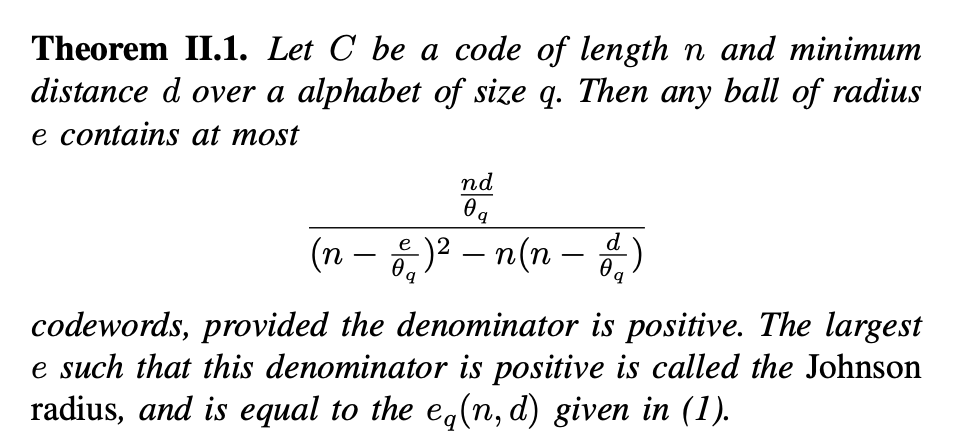 Theorem II.1. Let C be a code of length n and minimum
distance d over a alphabet of size q. Then any ball of radius
e contains at most
\frac{\frac{nd}{\theta_q}}{(n - \frac{e}{\theta_q})^2 - n(n - \frac{d}{\theta_q})}
codewords, provided the denominator is positive. The largest
e such that this denominator is positive is called the Johnson
radius, and is equal to the e_q(n, d) given in (1).